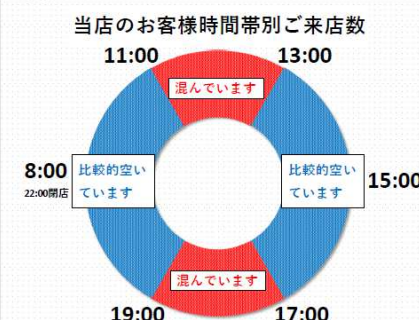 当店のお客様時間帯別ご来店数
11:00
13:00
混んでいます
8:00
22:00閉店
比較的空い
ています
比較的空い
ています
15:00
混んでいます
19:00
17:00